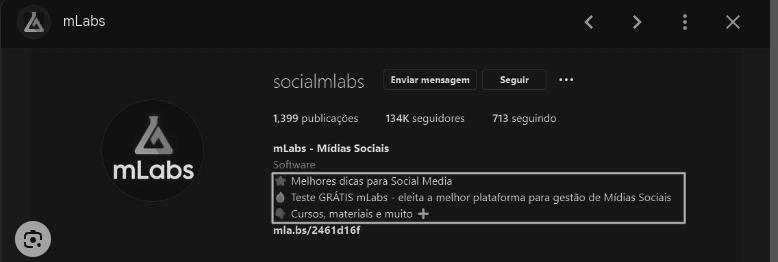 mLabs
socialmlabs Enviar mensagem Seguir
1,399 publicações 134K seguidores 713 seguindo
mLabs
mLabs - Mídias Sociais
Software
Melhores dicas para Social Media
Teste GRÁTIS mLabs - eleita a melhor plataforma para gestão de Mídias Sociais
Cursos, materiais e muito ➕
mla.bs/2461d16f